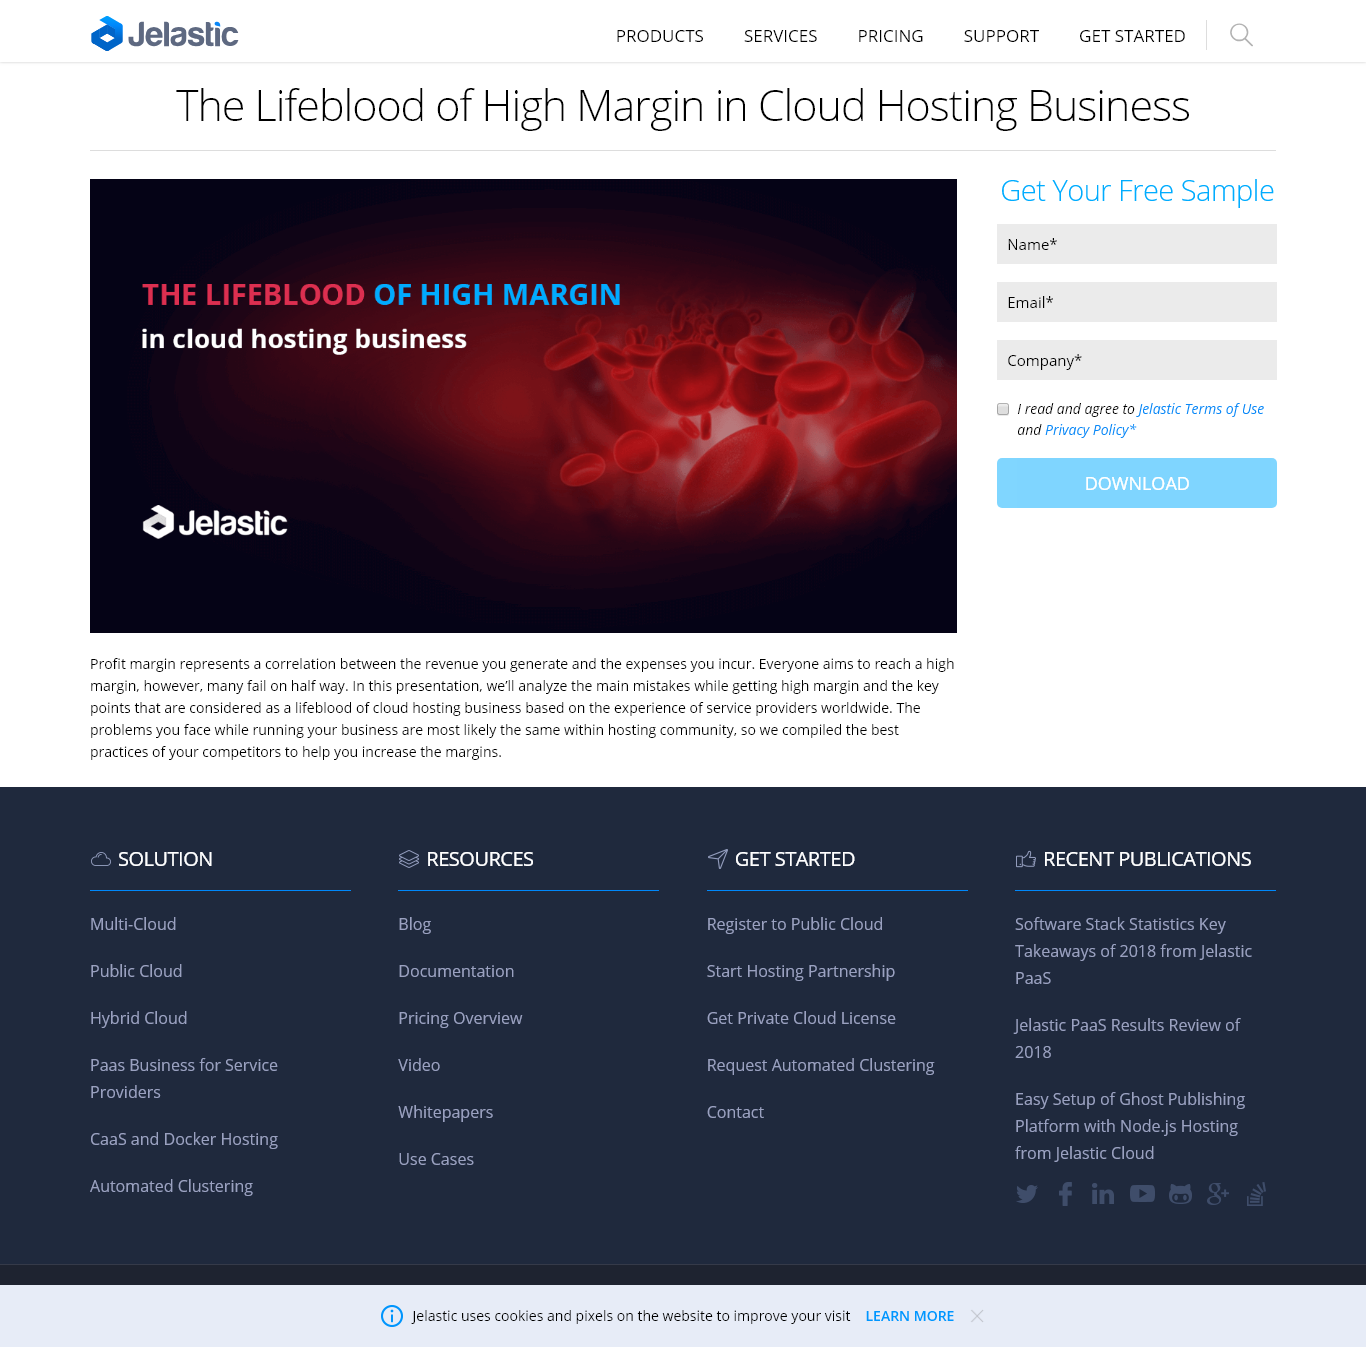 Jelastic
PRODUCTS
SERVICES
PRICING
SUPPORT
GET STARTED
The Lifeblood of High Margin in Cloud Hosting Business
THE LIFEBLOOD OF HIGH MARGIN
in cloud hosting business
Jelastic
Get Your Free Sample
Name*
Email*
Company*
I read and agree to Jelastic Terms of Use
and Privacy Policy*
DOWNLOAD
Profit margin represents a correlation between the revenue you generate and the expenses you incur. Everyone aims to reach a high
margin, however, many fail on half way. In this presentation, we’ll analyze the main mistakes while getting high margin and the key
points that are considered as a lifeblood of cloud hosting business based on the experience of service providers worldwide. The
problems you face while running your business are most likely the same within hosting community, so we compiled the best
practices of your competitors to help you increase the margins.
SOLUTION
Multi-Cloud
Public Cloud
Hybrid Cloud
Paas Business for Service
Providers
CaaS and Docker Hosting
Automated Clustering
RESOURCES
Blog
Documentation
Pricing Overview
Video
Whitepapers
Use Cases
GET STARTED
Register to Public Cloud
Start Hosting Partnership
Get Private Cloud License
Request Automated Clustering
Contact
RECENT PUBLICATIONS
Software Stack Statistics Key
Takeaways of 2018 from Jelastic
PaaS
Jelastic PaaS Results Review of
2018
Easy Setup of Ghost Publishing
Platform with Node.js Hosting
from Jelastic Cloud
Jelastic uses cookies and pixels on the website to improve your visit LEARN MORE